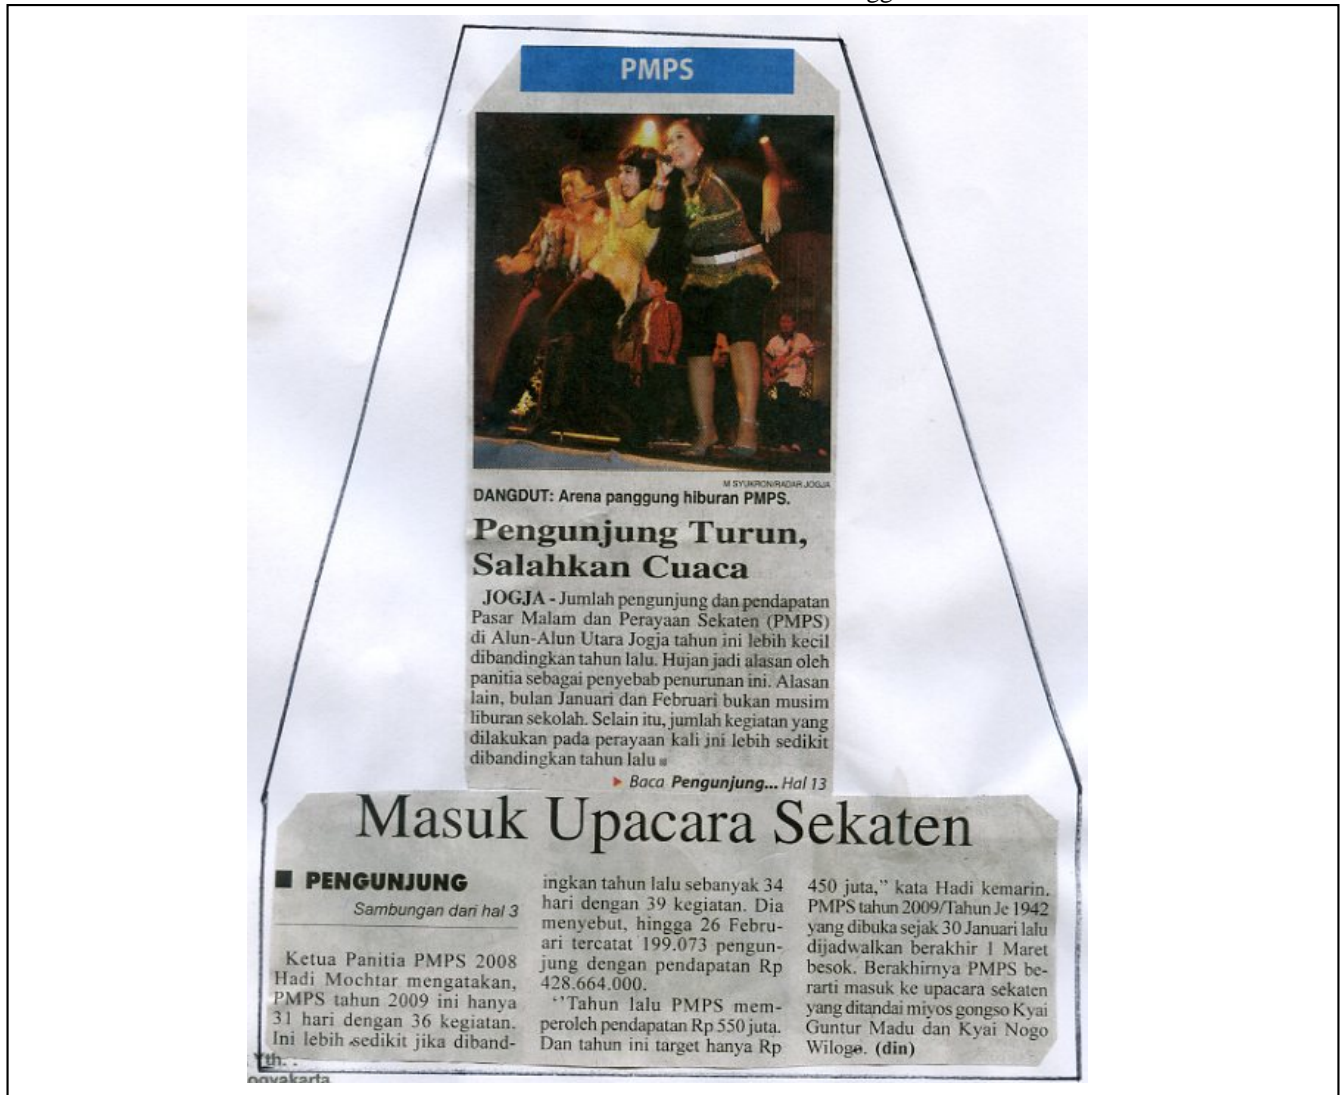 PMPS
M SYUKRON/RADAR JOGJA
DANGDUT: Arena panggung hiburan PMPS.
Pengunjung Turun,
Salahkan Cuaca
JOGJA - Jumlah pengunjung dan pendapatan
Pasar Malam dan Perayaan Sekaten (PMPS)
di Alun-Alun Utara Jogja tahun ini lebih kecil
dibandingkan tahun lalu. Hujan jadi alasan oleh
panitia sebagai penyebab penurunan ini. Alasan
lain, bulan Januari dan Februari bukan musim
liburan sekolah. Selain itu, jumlah kegiatan yang
dilakukan pada perayaan kali ini lebih sedikit
dibandingkan tahun lalu
Baca Pengunjung... Hal 13
Masuk Upacara Sekaten
PENGUNJUNG
Sambungan dari hal 3
Ketua Panitia PMPS 2008
Hadi Mochtar mengatakan,
PMPS tahun 2009 ini hanya
31 hari dengan 36 kegiatan.
Ini lebih sedikit jika diband-
ingkan tahun lalu sebanyak 34
hari dengan 39 kegiatan. Dia
menyebut, hingga 26 Febru-
ari tercatat 199.073 pengun-
jung dengan pendapatan Rp
428.664.000.
‘‘Tahun lalu PMPS mem-
peroleh pendapatan Rp 550 juta.
Dan tahun ini target hanya Rp
450 juta,” kata Hadi kemarin.
PMPS tahun 2009/Tahun Je 1942
yang dibuka sejak 30 Januari lalu
dijadwalkan berakhir 1 Maret
besok. Berakhirnya PMPS be-
rarti masuk ke upacara sekaten
yang ditandai miyos gongso Kyai
Guntur Madu dan Kyai Nogo
Wilogo. (din)
Yth. :